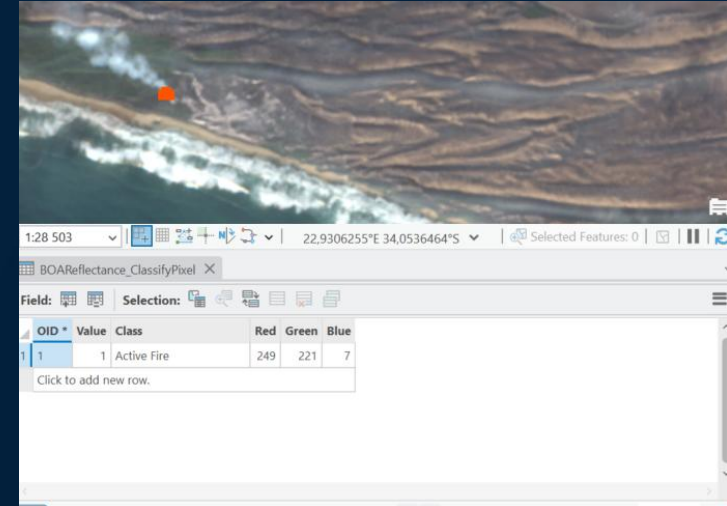 1:28 503 22,9306255°E 34,0536464°S Selected Features: 0
BOAReflectance_ClassifyPixel
Field: Selection:
OID * Value Class Red Green Blue
1 1 1 Active Fire 249 221 7
Click to add new row.